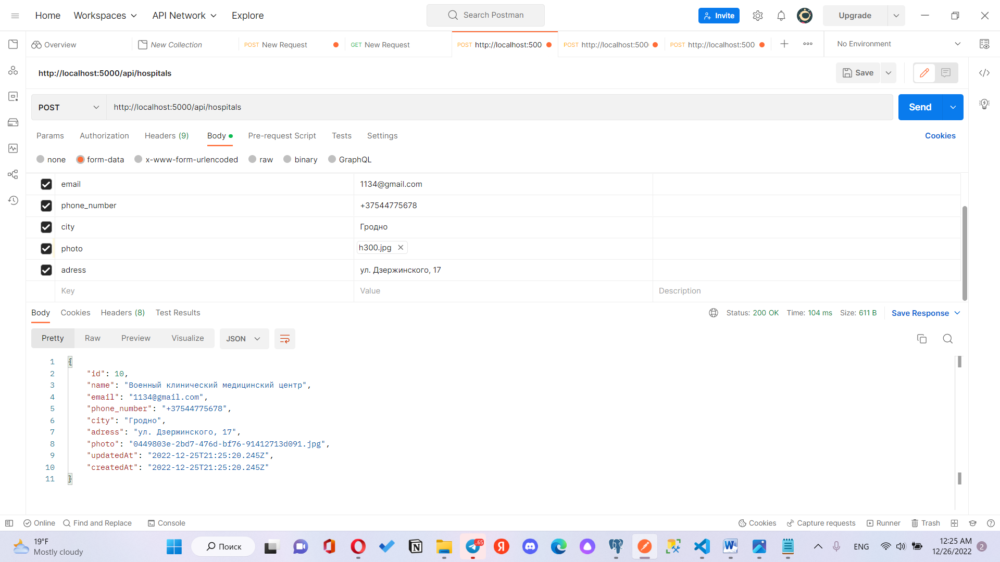 Home Workspaces API Network Explore Search Postman Invite Upgrade
Overview New Collection POST New Request GET New Request POST http://localhost:500 POST http://localhost:500 POST http://localhost:500 No Environment
http://localhost:5000/api/hospitals Save
POST http://localhost:5000/api/hospitals Send
Params Authorization Headers (9) Body Pre-request Script Tests Settings Cookies
none form-data x-www-form-urlencoded raw binary GraphQL
email 1134@gmail.com
phone_number +37544775678
city Гродно
photo h300.jpg
adress ул. Дзержинского, 17
Key Value Description
Body Cookies Headers (8) Test Results Status: 200 OK Time: 104 ms Size: 611 B Save Response
Pretty Raw Preview Visualize JSON
1 {
2 "id": 10,
3 "name": "Военный клинический медицинский центр",
4 "email": "1134@gmail.com",
5 "phone_number": "+37544775678",
6 "city": "Гродно",
7 "adress": "ул. Дзержинского, 17",
8 "photo": "0449803e-2bd7-476d-bf76-91412713d091.jpg",
9 "updatedAt": "2022-12-25T21:25:20.245Z",
10 "createdAt": "2022-12-25T21:25:20.245Z"
11 }
Online Find and Replace Console Cookies Capture requests Runner Trash
19°F Mostly cloudy Поиск ..65 ENG 12:25 AM 12/26/2022 2